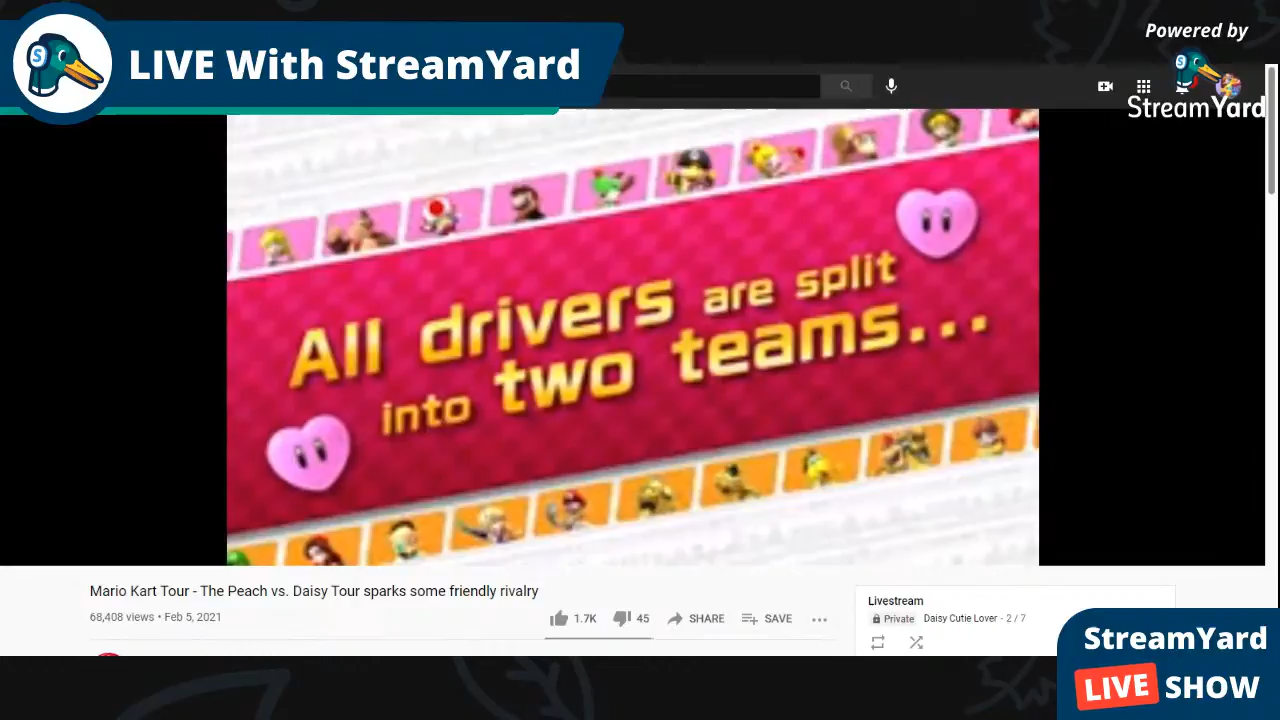 Powered by
LIVE With StreamYard
StreamYard
All drivers are split
into two teams...
Mario Kart Tour - The Peach vs. Daisy Tour sparks some friendly rivalry
68,408 views • Feb 5, 2021
1.7K 45 SHARE SAVE
Livestream
Private Daisy Cutie Lover - 2 / 7
StreamYard
LIVE SHOW